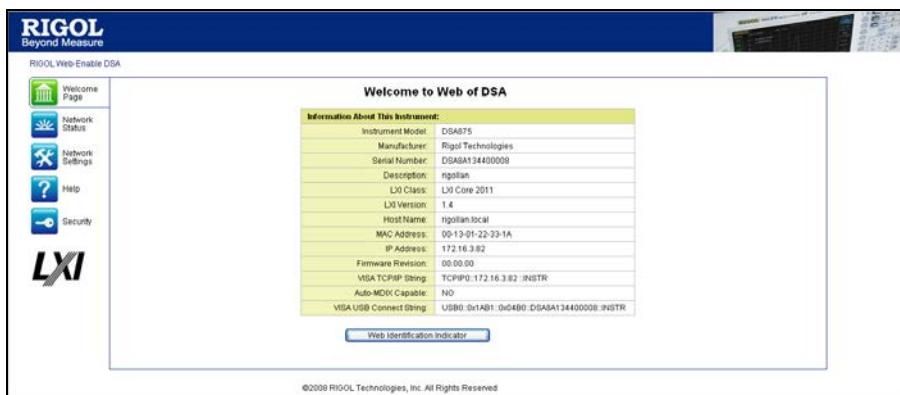 RIGOL
Beyond Measure
RIGOL Web-Enable DSA
Welcome Page
Network Status
Network Settings
Help
Security
LXI
Welcome to Web of DSA
Information About This Instrument:
Instrument Model: DSA875
Manufacturer: Rigol Technologies
Serial Number: DSA8A134400008
Description: rigollan
LXI Class: LXI Core 2011
LXI Version: 1.4
Host Name: rigollan.local
MAC Address: 00-13-01-22-33-1A
IP Address: 172.16.3.82
Firmware Revision: 00.00.00
VISA TCP/IP String: TCPIP0::172.16.3.82::INSTR
Auto-MDIX Capable: NO
VISA USB Connect String: USB0::0x1AB1::0x04B0::DSA8A134400008::INSTR
Web Identification Indicator
©2008 RIGOL Technologies, Inc. All Rights Reserved